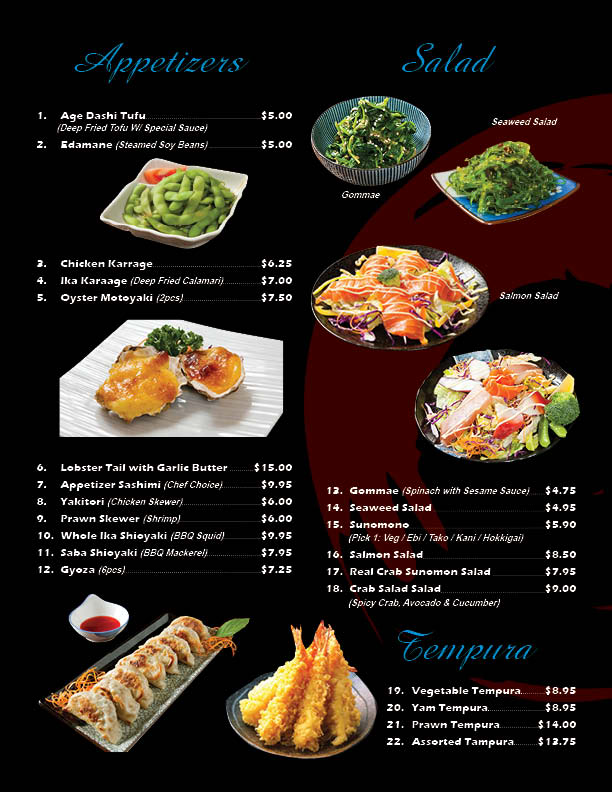 Appetizers
1. Age Dashi Tufu $5.00
(Deep Fried Tofu W/ Special Sauce)
2. Edamane (Steamed Soy Beans) $5.00
3. Chicken Karrage $6.25
4. Ika Karaage (Deep Fried Calamari) $7.00
5. Oyster Motoyaki (2pcs) $7.50
6. Lobster Tail with Garlic Butter $15.00
7. Appetizer Sashimi (Chef Choice) $9.95
8. Yakitori (Chicken Skewer) $6.00
9. Prawn Skewer (Shrimp) $6.00
10. Whole Ika Shioyaki (BBQ Squid) $9.95
11. Saba Shioyaki (BBQ Mackerel) $7.95
12. Gyoza (6pcs) $7.25
Salad
Seaweed Salad
Gommae
Salmon Salad
13. Gommae (Spinach with Sesame Sauce) $4.75
14. Seaweed Salad $4.95
15. Sunomono $5.90
(Pick 1: Veg / Ebi / Tako / Kani / Hokkigai)
16. Salmon Salad $8.50
17. Real Crab Sunomon Salad $7.95
18. Crab Salad Salad $9.00
(Spicy Crab, Avocado & Cucumber)
Tempura
19. Vegetable Tempura $8.95
20. Yam Tempura $8.95
21. Prawn Tempura $14.00
22. Assorted Tampura $13.75